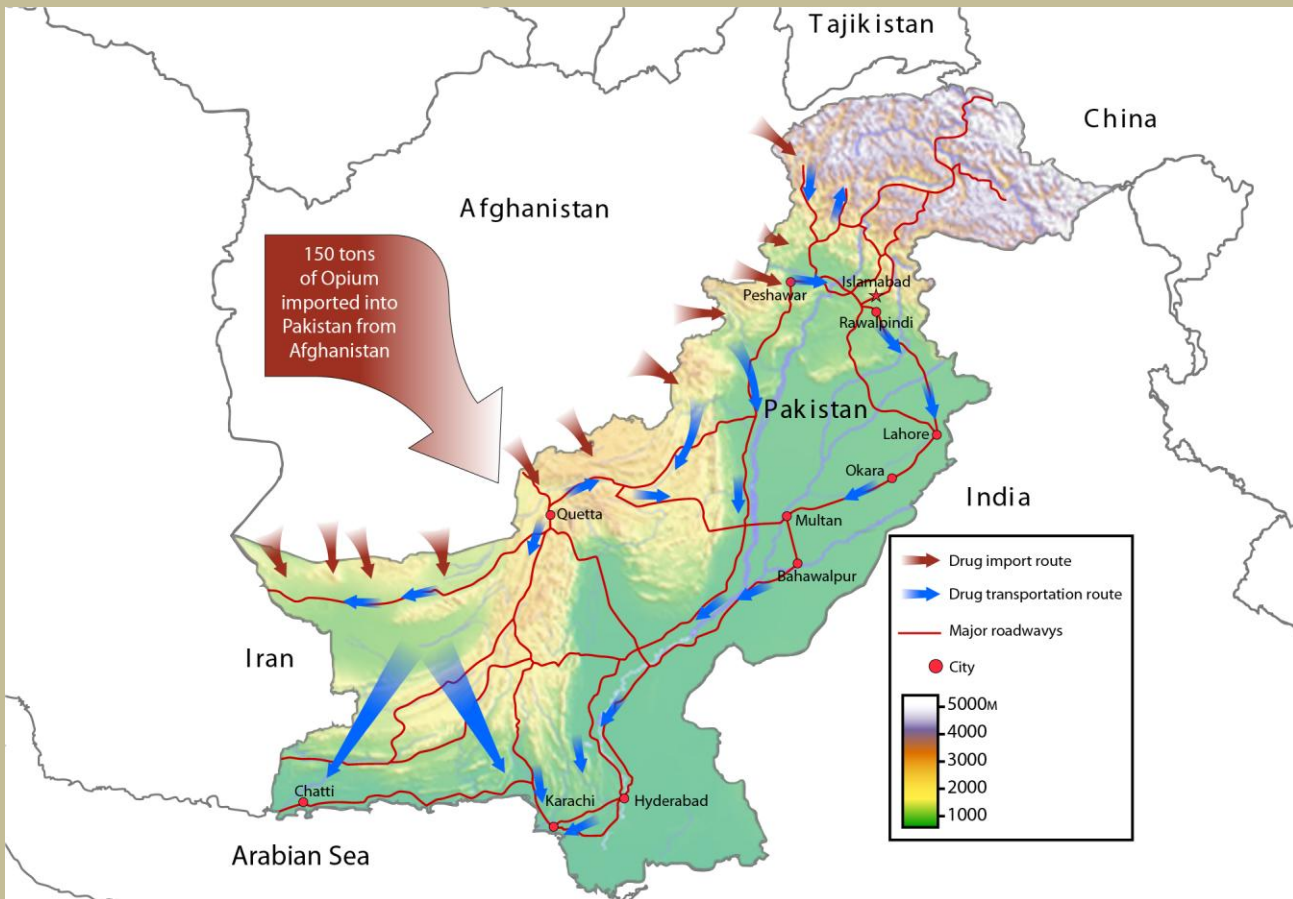 Tajikistan
China
Afghanistan
150 tons
of Opium
imported into
Pakistan from
Afghanistan
Peshawar
Islamabad
Rawalpindi
Pakistan
Lahore
Okara
India
Quetta
Multan
Bahawalpur
Iran
Chatti
Karachi
Hyderabad
Arabian Sea
Drug import route
Drug transportation route
Major roadwavys
City
5000M
4000
3000
2000
1000